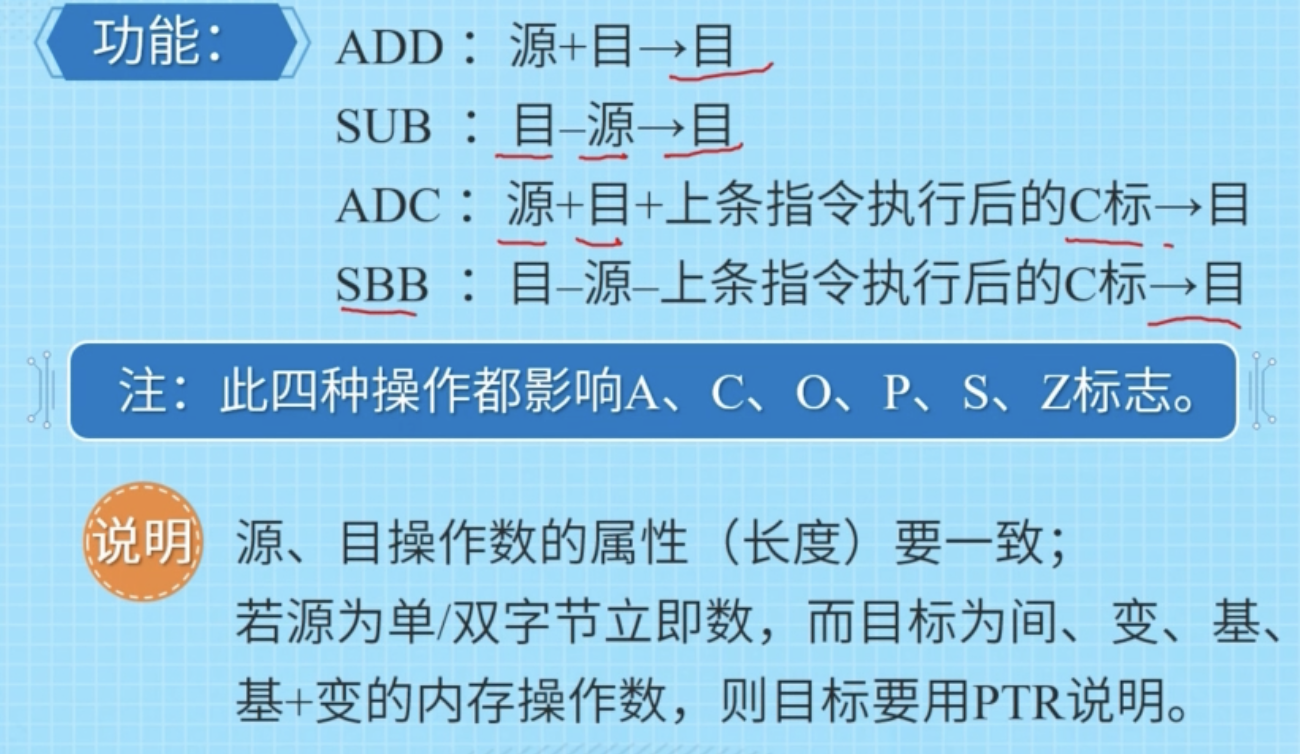 功能：
ADD ：源+目→目
SUB ：目–源→目
ADC ：源+目+上条指令执行后的C标→目
SBB ：目–源–上条指令执行后的C标→目
注：此四种操作都影响A、C、O、P、S、Z标志。
说明
源、目操作数的属性（长度）要一致；
若源为单/双字节立即数，而目标为间、变、基、
基+变的内存操作数，则目标要用PTR说明。